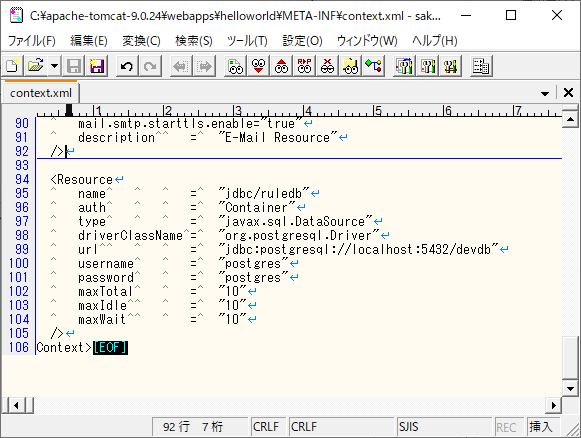 C:¥apache-tomcat-9.0.24¥webapps¥helloworld¥META-INF¥context.xml - sak...
ファイル(F) 編集(E) 変換(C) 検索(S) ツール(T) 設定(O) ウィンドウ(W) ヘルプ(H)
context.xml
1 2 3 4 5 6 7
90 mail.smtp.starttls.enable="true"
91 description = "E-Mail Resource"
92 />
93
94 <Resource
95 name = "jdbc/ruledb"
96 auth = "Container"
97 type = "javax.sql.DataSource"
98 driverClassName = "org.postgresql.Driver"
99 url = "jdbc:postgresql://localhost:5432/devdb"
100 username = "postgres"
101 password = "postgres"
102 maxTotal = "10"
103 maxIdle = "10"
104 maxWait = "10"
105 />
106 Context>[EOF]
92 行 7 桁 CRLF CRLF SJIS REC 挿入